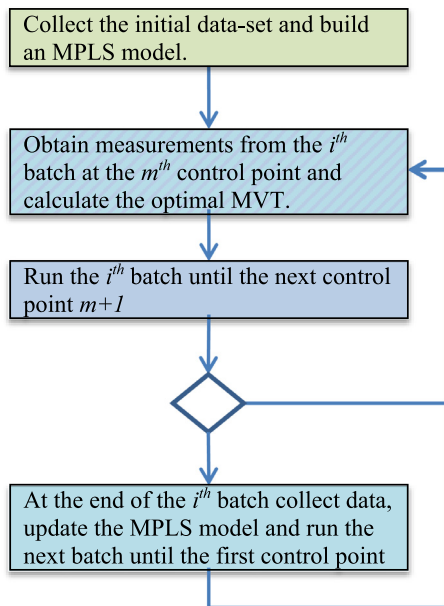 Collect the initial data-set and build
an MPLS model.
Obtain measurements from the i^th
batch at the m^th control point and
calculate the optimal MVT.
Run the i^th batch until the next control
point m+1
At the end of the i^th batch collect data,
update the MPLS model and run the
next batch until the first control point